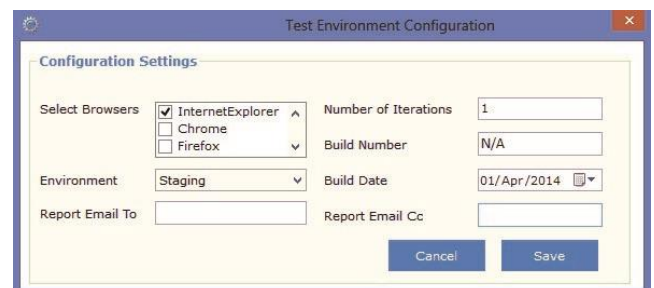 Test Environment Configuration
Configuration Settings
Select Browsers
InternetExplorer
Chrome
Firefox
Number of Iterations
1
Build Number
N/A
Environment
Staging
Build Date
01/Apr/2014
Report Email To
Report Email Cc
Cancel
Save